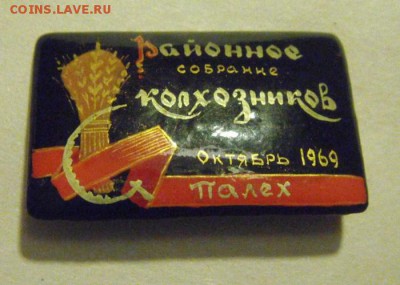 COINS.LAVE.RU
Районное
собрание
колхозников
октябрь 1969
Палех